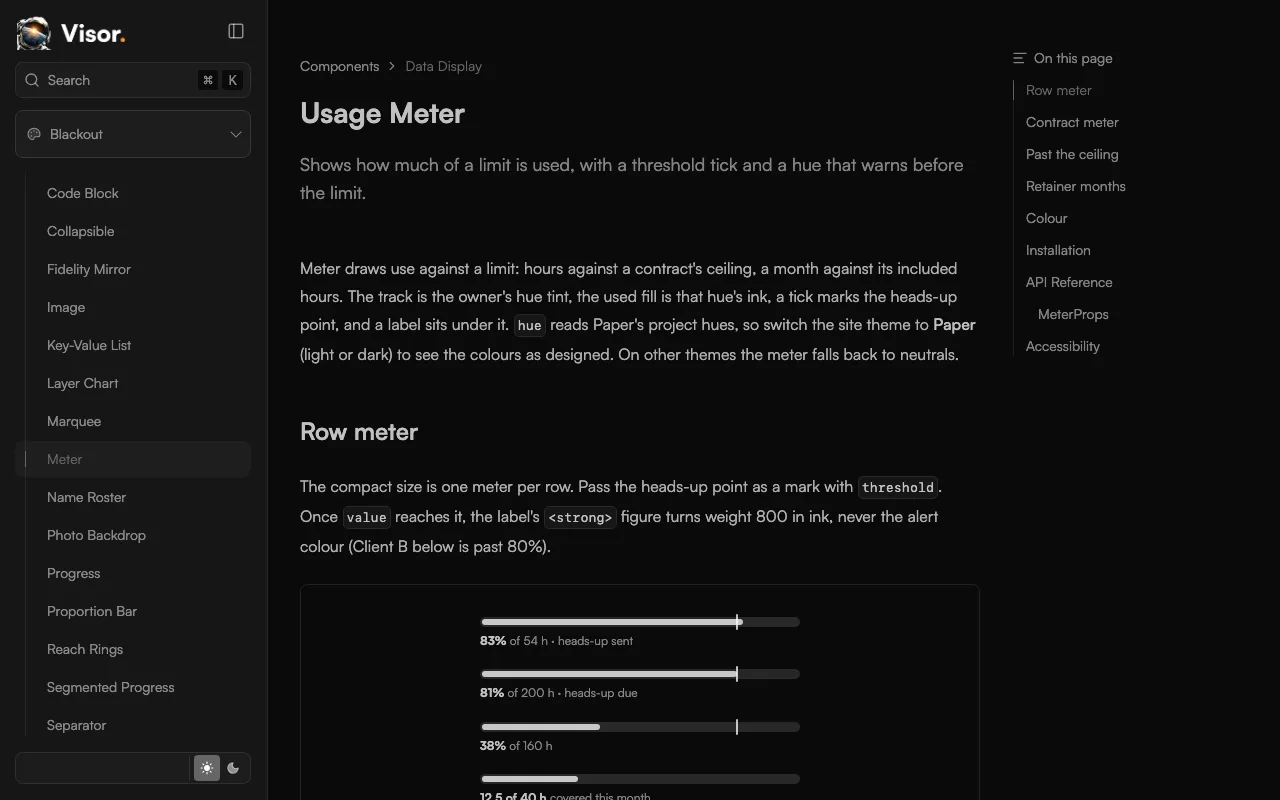 Visor.
Search ⌘ K
Blackout
Code Block
Collapsible
Fidelity Mirror
Image
Key-Value List
Layer Chart
Marquee
Meter
Name Roster
Photo Backdrop
Progress
Proportion Bar
Reach Rings
Segmented Progress
Separator
Components > Data Display
Usage Meter
Shows how much of a limit is used, with a threshold tick and a hue that warns before
the limit.
Meter draws use against a limit: hours against a contract's ceiling, a month against its included
hours. The track is the owner's hue tint, the used fill is that hue's ink, a tick marks the heads-up
point, and a label sits under it. hue reads Paper's project hues, so switch the site theme to Paper
(light or dark) to see the colours as designed. On other themes the meter falls back to neutrals.
Row meter
The compact size is one meter per row. Pass the heads-up point as a mark with threshold.
Once value reaches it, the label's <strong> figure turns weight 800 in ink, never the alert
colour (Client B below is past 80%).
83% of 54 h · heads-up sent
81% of 200 h · heads-up due
38% of 160 h
12.5 of 40 h covered this month
On this page
Row meter
Contract meter
Past the ceiling
Retainer months
Colour
Installation
API Reference
MeterProps
Accessibility